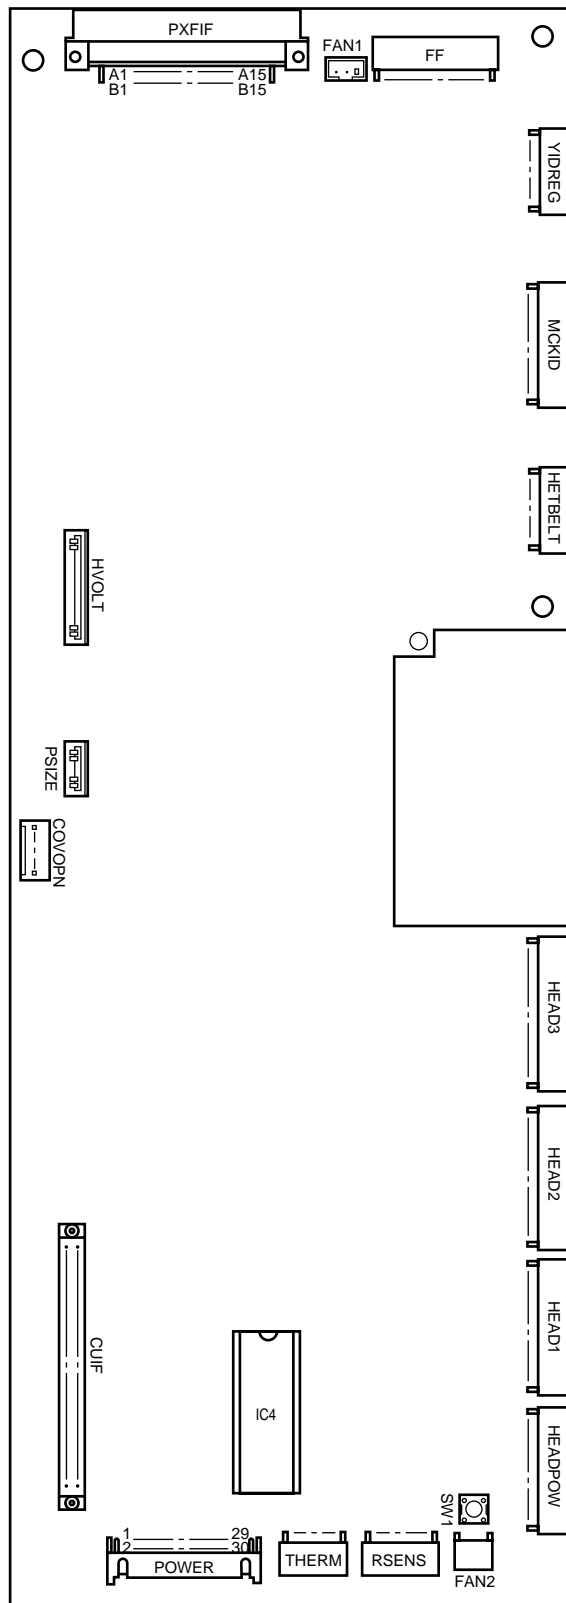 PXFIF
FAN1
FF
A1 A15
B1 B15
YIDREG
MCKID
HETBELT
HVOLT
PSIZE
COVOPN
HEAD3
HEAD2
HEAD1
CUIF
IC4
HEADPOW
SW1
1 29
2 30
POWER
THERM
RSENS
FAN2